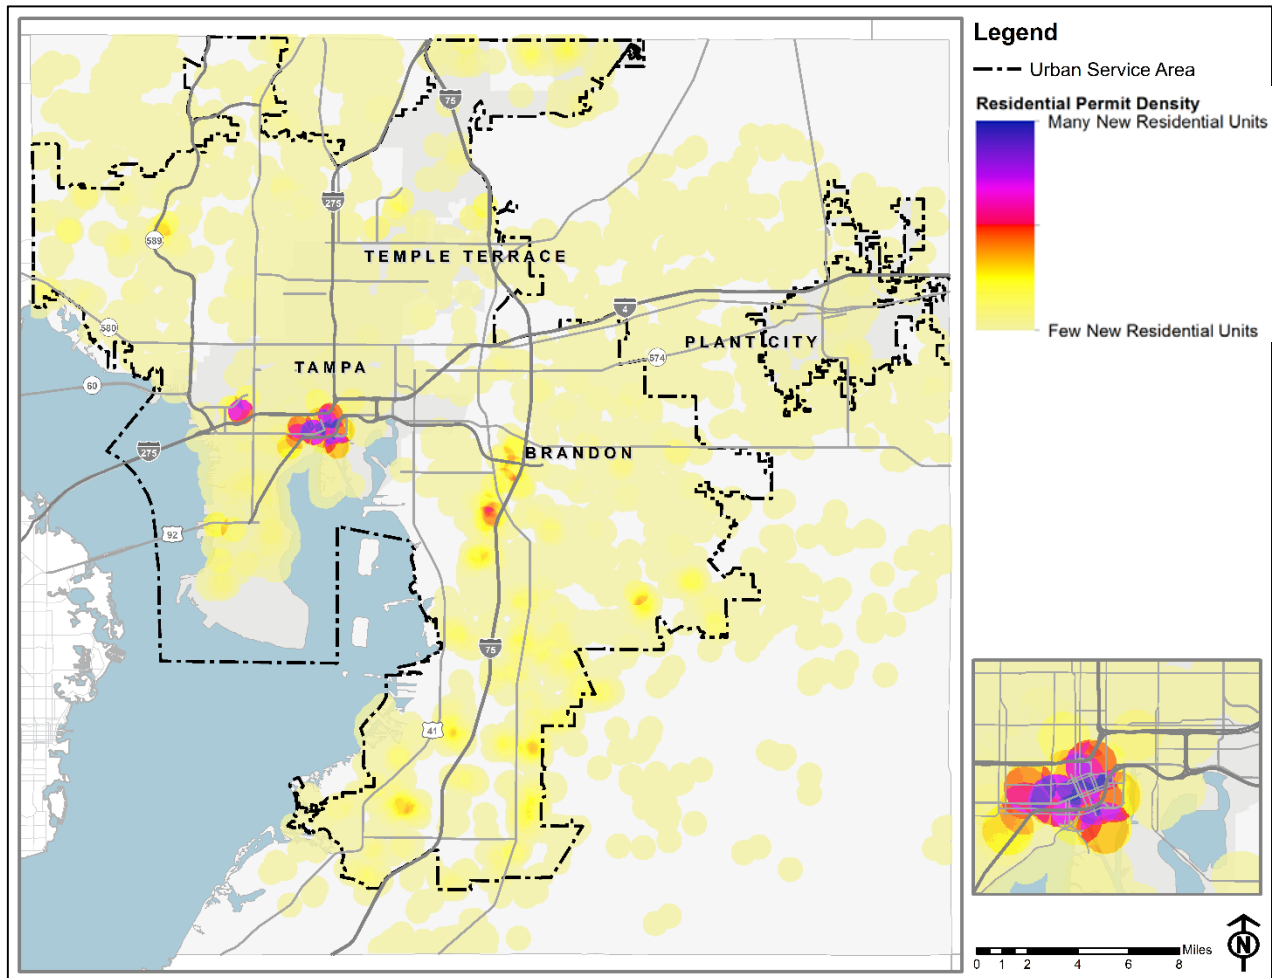 Legend
Urban Service Area
Residential Permit Density
Many New Residential Units
Few New Residential Units
75
275
589
TEMPLE TERRACE
4
580
PLANT CITY
574
TAMPA
60
275
BRANDON
92
75
41
Miles
0 1 2 4 6 8
N